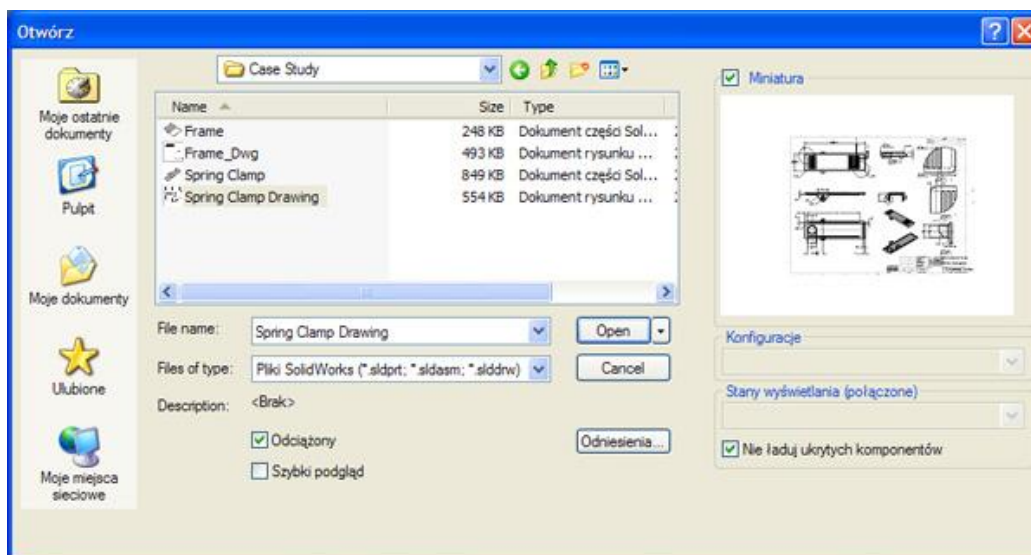 Otwórz
Case Study
Miniatura
Moje ostatnie
dokumenty
Pulpit
Moje dokumenty
Ulubione
Moje miejsca
sieciowe
Name Size Type
Frame 248 KB Dokument części Sol...
Frame_Dwg 493 KB Dokument rysunku ...
Spring Clamp 849 KB Dokument części Sol...
Spring Clamp Drawing 554 KB Dokument rysunku ...
File name: Spring Clamp Drawing Open
Files of type: Pliki SolidWorks (*.sldprt; *.sldasm; *.slddrw) Cancel
Description: <Brak>
Odciążony Odniesienia...
Szybki podgląd
Konfiguracje
Stany wyświetlania (połączone)
Nie ładuj ukrytych komponentów